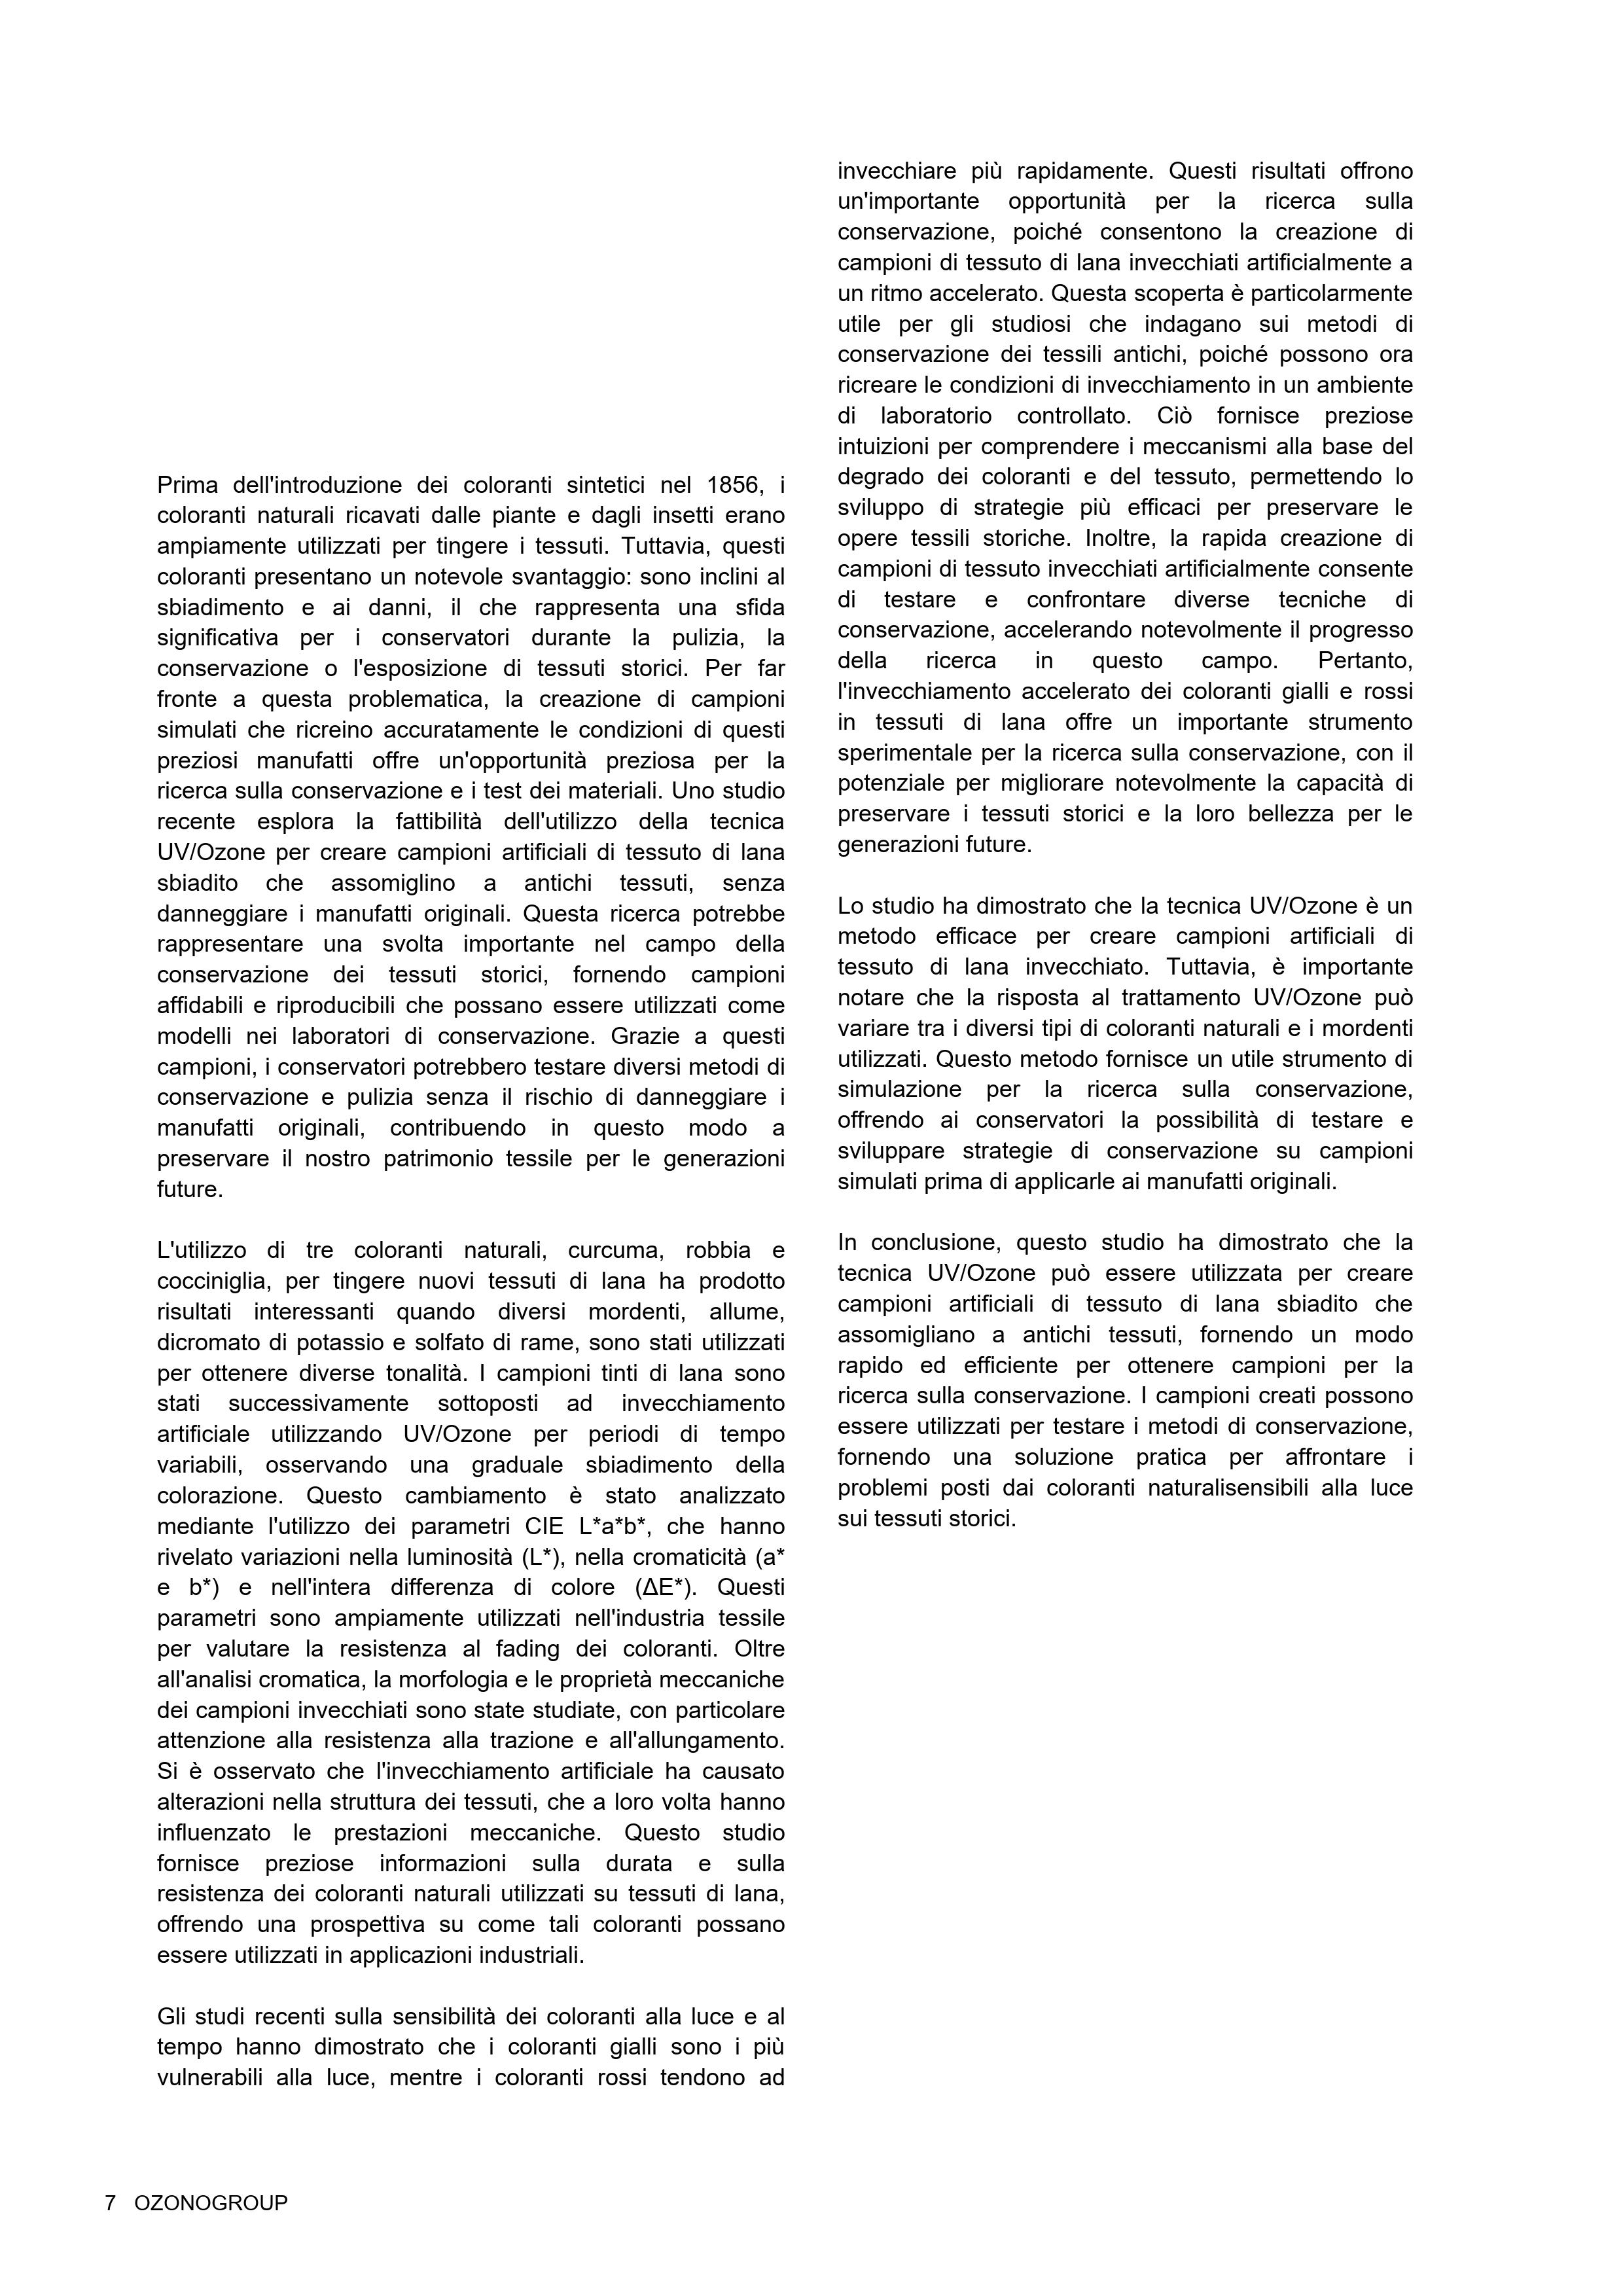 Prima dell'introduzione dei coloranti sintetici nel 1856, i
coloranti naturali ricavati dalle piante e dagli insetti erano
ampiamente utilizzati per tingere i tessuti. Tuttavia, questi
coloranti presentano un notevole svantaggio: sono inclini al
sbiadimento e ai danni, il che rappresenta una sfida
significativa per i conservatori durante la pulizia, la
conservazione o l'esposizione di tessuti storici. Per far
fronte a questa problematica, la creazione di campioni
simulati che ricreino accuratamente le condizioni di questi
preziosi manufatti offre un'opportunità preziosa per la
ricerca sulla conservazione e i test dei materiali. Uno studio
recente esplora la fattibilità dell'utilizzo della tecnica
UV/Ozone per creare campioni artificiali di tessuto di lana
sbiadito che assomiglino a antichi tessuti, senza
danneggiare i manufatti originali. Questa ricerca potrebbe
rappresentare una svolta importante nel campo della
conservazione dei tessuti storici, fornendo campioni
affidabili e riproducibili che possano essere utilizzati come
modelli nei laboratori di conservazione. Grazie a questi
campioni, i conservatori potrebbero testare diversi metodi di
conservazione e pulizia senza il rischio di danneggiare i
manufatti originali, contribuendo in questo modo a
preservare il nostro patrimonio tessile per le generazioni
future.
L'utilizzo di tre coloranti naturali, curcuma, robbia e
cocciniglia, per tingere nuovi tessuti di lana ha prodotto
risultati interessanti quando diversi mordenti, allume,
dicromato di potassio e solfato di rame, sono stati utilizzati
per ottenere diverse tonalità. I campioni tinti di lana sono
stati successivamente sottoposti ad invecchiamento
artificiale utilizzando UV/Ozone per periodi di tempo
variabili, osservando una graduale sbiadimento della
colorazione. Questo cambiamento è stato analizzato
mediante l'utilizzo dei parametri CIE L*a*b*, che hanno
rivelato variazioni nella luminosità (L*), nella cromaticità (a*
e b*) e nell'intera differenza di colore (ΔE*). Questi
parametri sono ampiamente utilizzati nell'industria tessile
per valutare la resistenza al fading dei coloranti. Oltre
all'analisi cromatica, la morfologia e le proprietà meccaniche
dei campioni invecchiati sono state studiate, con particolare
attenzione alla resistenza alla trazione e all'allungamento.
Si è osservato che l'invecchiamento artificiale ha causato
alterazioni nella struttura dei tessuti, che a loro volta hanno
influenzato le prestazioni meccaniche. Questo studio
fornisce preziose informazioni sulla durata e sulla
resistenza dei coloranti naturali utilizzati su tessuti di lana,
offrendo una prospettiva su come tali coloranti possano
essere utilizzati in applicazioni industriali.
Gli studi recenti sulla sensibilità dei coloranti alla luce e al
tempo hanno dimostrato che i coloranti gialli sono i più
vulnerabili alla luce, mentre i coloranti rossi tendono ad
invecchiare più rapidamente. Questi risultati offrono
un'importante opportunità per la ricerca sulla
conservazione, poiché consentono la creazione di
campioni di tessuto di lana invecchiati artificialmente a
un ritmo accelerato. Questa scoperta è particolarmente
utile per gli studiosi che indagano sui metodi di
conservazione dei tessili antichi, poiché possono ora
ricreare le condizioni di invecchiamento in un ambiente
di laboratorio controllato. Ciò fornisce preziose
intuizioni per comprendere i meccanismi alla base del
degrado dei coloranti e del tessuto, permettendo lo
sviluppo di strategie più efficaci per preservare le
opere tessili storiche. Inoltre, la rapida creazione di
campioni di tessuto invecchiati artificialmente consente
di testare e confrontare diverse tecniche di
conservazione, accelerando notevolmente il progresso
della ricerca in questo campo. Pertanto,
l'invecchiamento accelerato dei coloranti gialli e rossi
in tessuti di lana offre un importante strumento
sperimentale per la ricerca sulla conservazione, con il
potenziale per migliorare notevolmente la capacità di
preservare i tessuti storici e la loro bellezza per le
generazioni future.
Lo studio ha dimostrato che la tecnica UV/Ozone è un
metodo efficace per creare campioni artificiali di
tessuto di lana invecchiato. Tuttavia, è importante
notare che la risposta al trattamento UV/Ozone può
variare tra i diversi tipi di coloranti naturali e i mordenti
utilizzati. Questo metodo fornisce un utile strumento di
simulazione per la ricerca sulla conservazione,
offrendo ai conservatori la possibilità di testare e
sviluppare strategie di conservazione su campioni
simulati prima di applicarle ai manufatti originali.
In conclusione, questo studio ha dimostrato che la
tecnica UV/Ozone può essere utilizzata per creare
campioni artificiali di tessuto di lana sbiadito che
assomigliano a antichi tessuti, fornendo un modo
rapido ed efficiente per ottenere campioni per la
ricerca sulla conservazione. I campioni creati possono
essere utilizzati per testare i metodi di conservazione,
fornendo una soluzione pratica per affrontare i
problemi posti dai coloranti naturalisensibili alla luce
sui tessuti storici.
7 OZONOGROUP